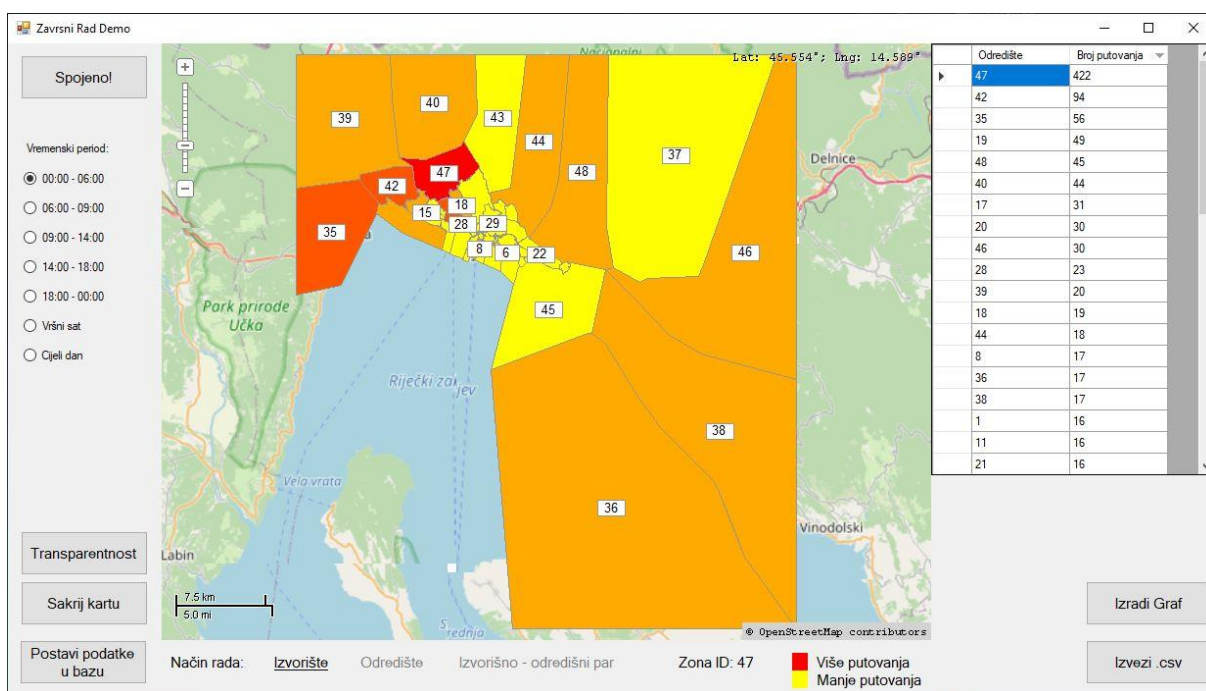 Zavrsni Rad Demo
Spojeno!
Vremenski period:
00:00 - 06:00
06:00 - 09:00
09:00 - 14:00
14:00 - 18:00
18:00 - 00:00
Vršni sat
Cijeli dan
Transparentnost
Sakrij kartu
Postavi podatke
u bazu
Lat: 45.554°; Lng: 14.589°
39
40
43
44
48
37
Delnice
47
42
18
15
28
29
35
8
6
22
46
45
Park prirode
Učka
Riječki
38
36
Vela vrata
Vinodolski
Labin
7.5 km
5.0 mi
© OpenStreetMap contributors
Način rada:
Izvorište
Odredište
Izvorišno - odredišni par
Zona ID: 47
Više putovanja
Manje putovanja
Odredište Broj putovanja
47 422
42 94
35 56
19 49
48 45
40 44
17 31
20 30
46 30
28 23
39 20
18 19
44 18
8 17
36 17
38 17
1 16
11 16
21 16
Izradi Graf
Izvezi .csv